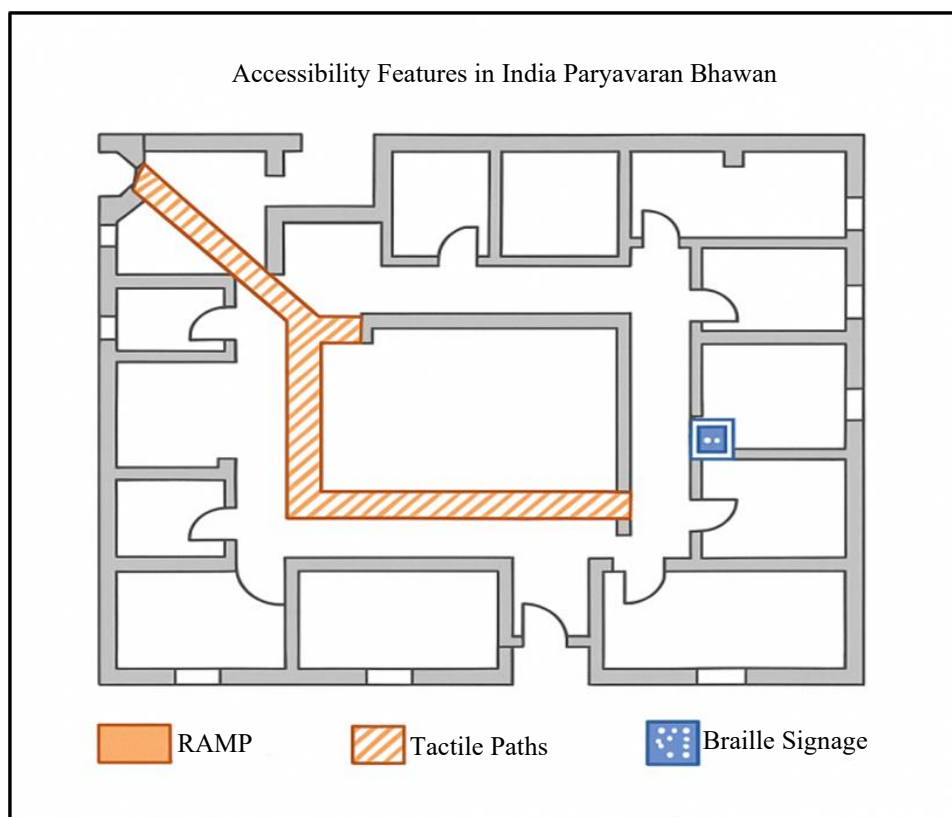 Accessibility Features in India Paryavaran Bhawan
RAMP
Tactile Paths
Braille Signage